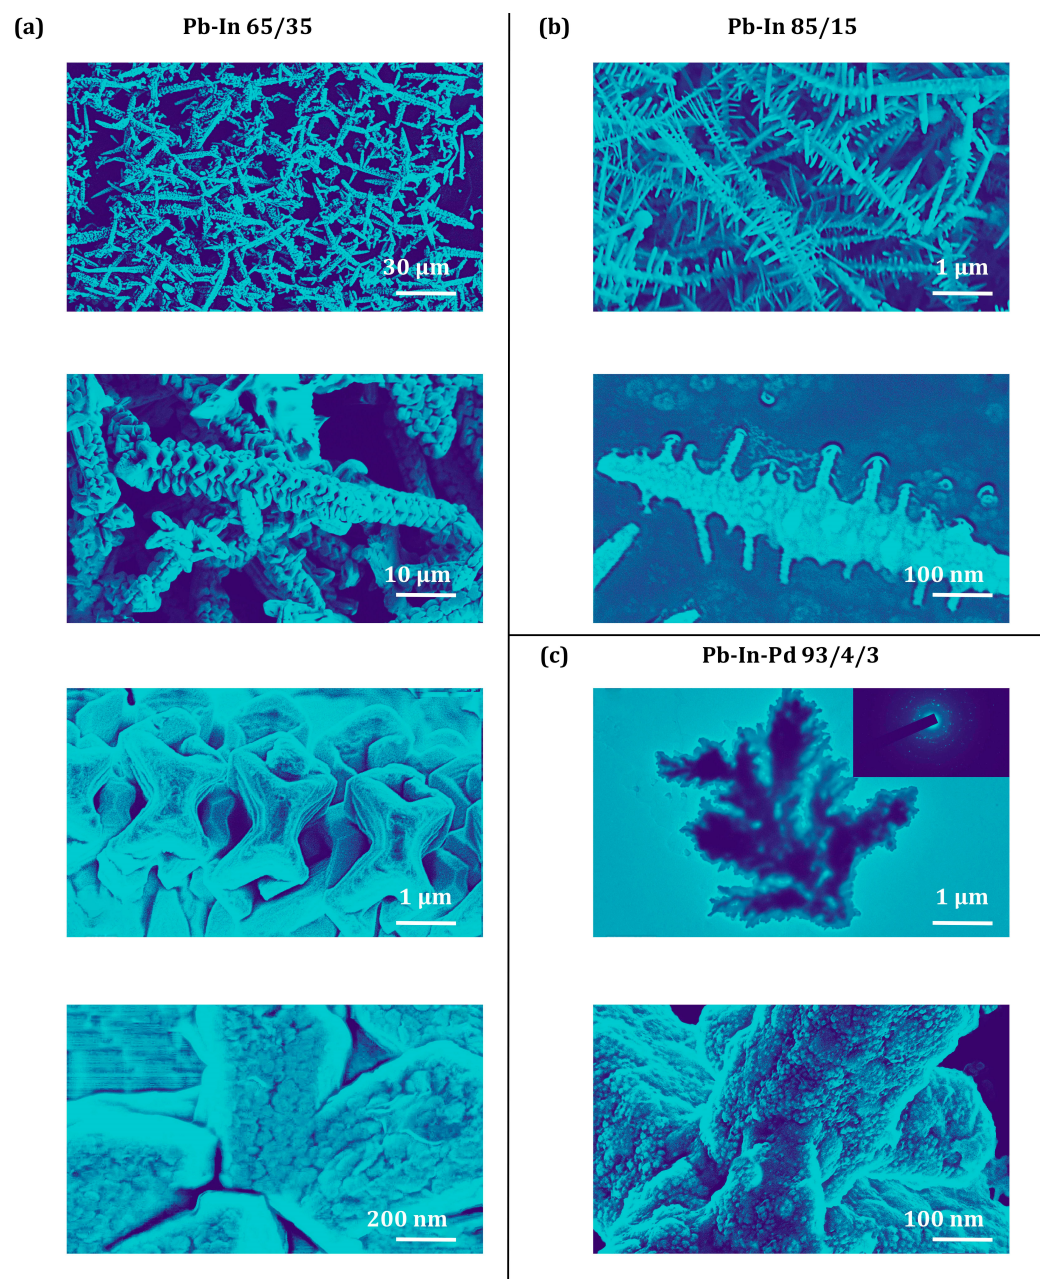 (a) Pb-In 65/35
30 μm
10 μm
1 μm
200 nm
(b) Pb-In 85/15
1 μm
100 nm
(c) Pb-In-Pd 93/4/3
1 μm
100 nm